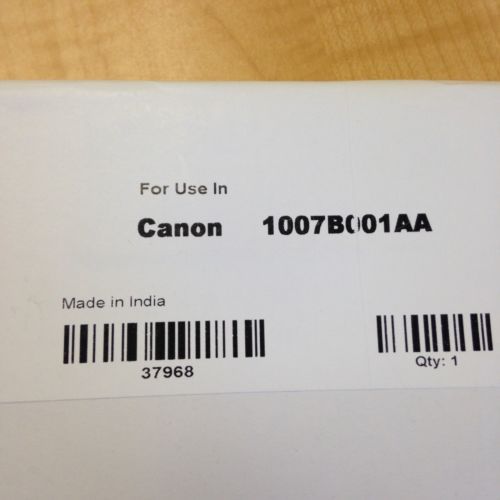 For Use In
Canon 1007B001AA
Made in India
37968
Qty: 1